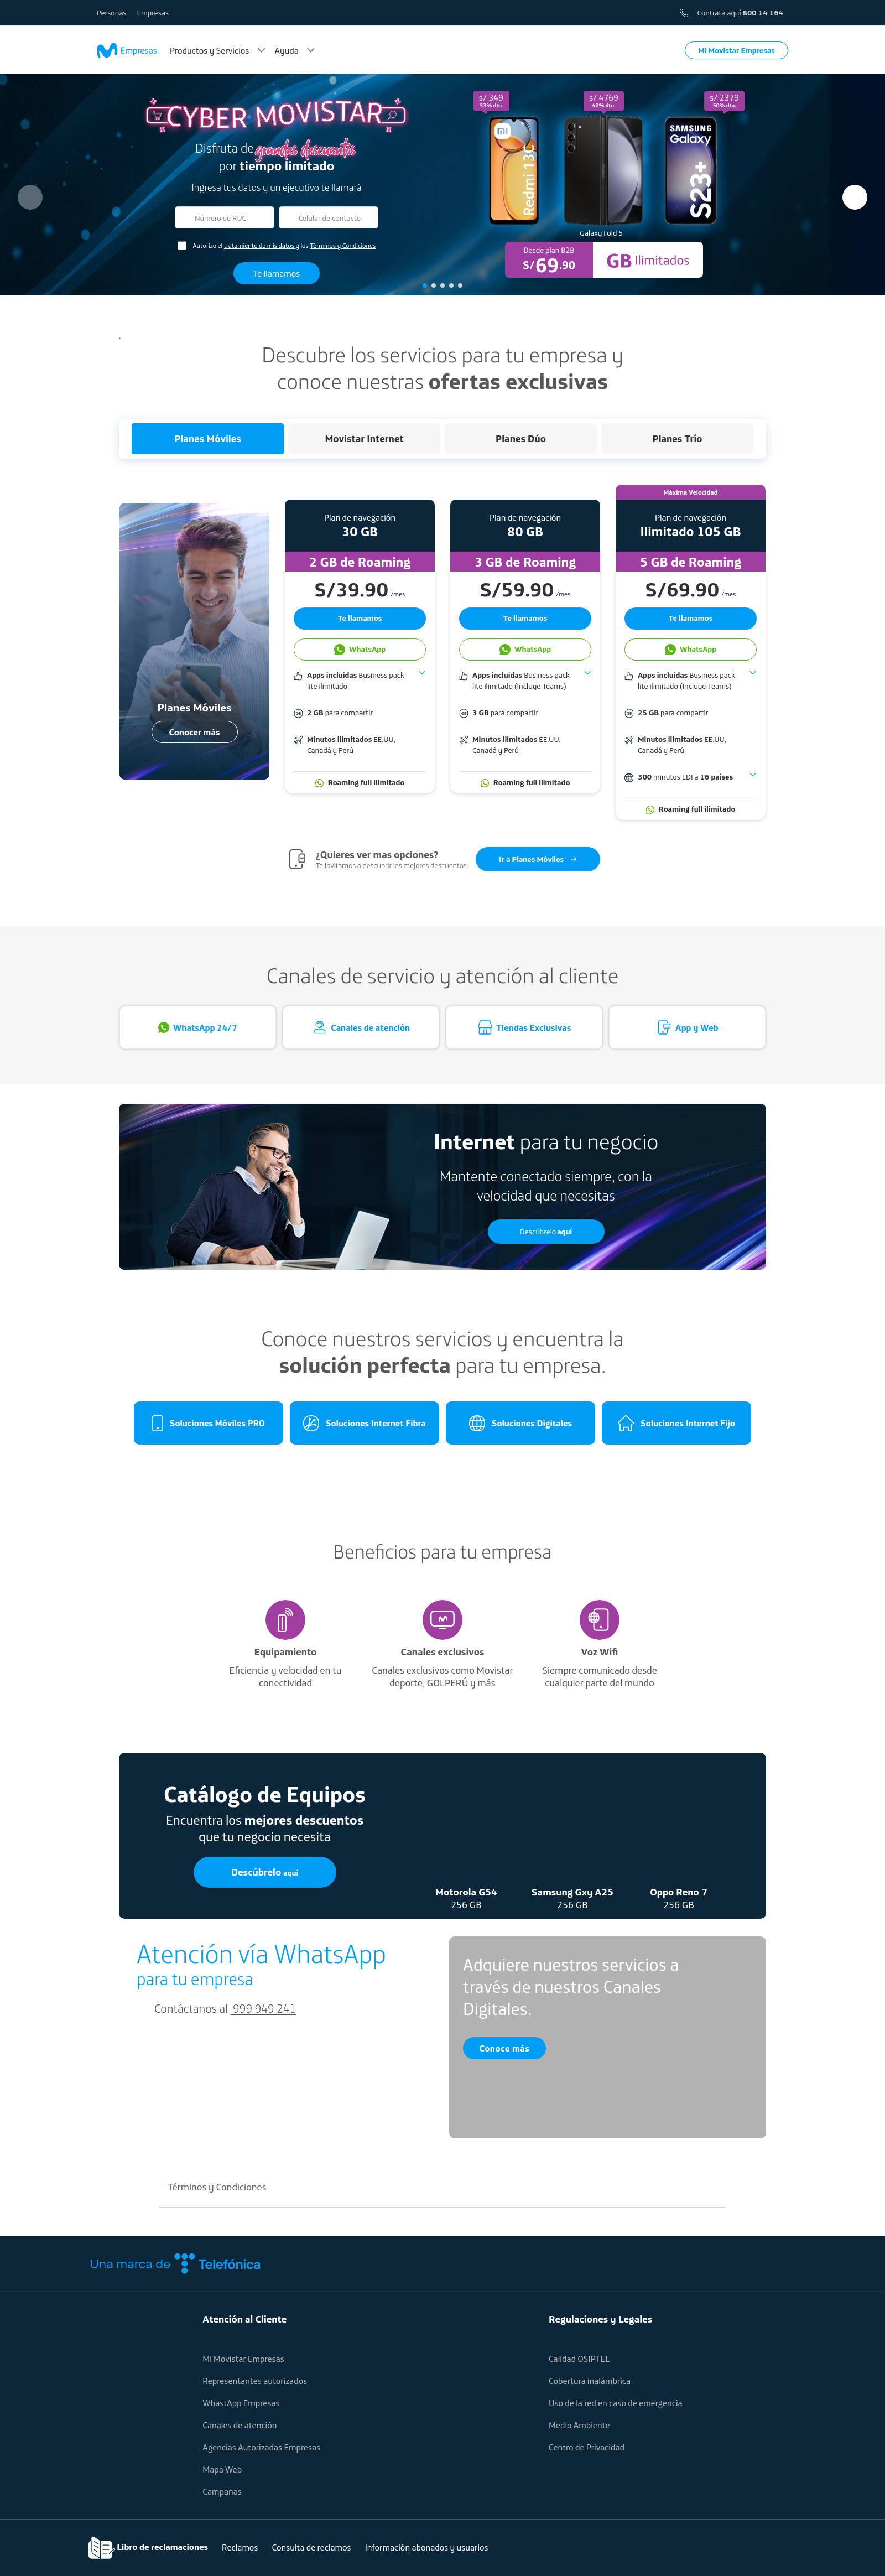 Personas Empresas
Contrata aquí 800 14 164
Empresas Productos y Servicios Ayuda
Mi Movistar Empresas
CYBER MOVISTAR
Disfruta de grandes descuentos
por tiempo limitado
Ingresa tus datos y un ejecutivo te llamará
Número de RUC
Celular de contacto
Autorizo el tratamiento de mis datos y los Términos y Condiciones
Te llamamos
s/ 349
53% dto.
s/ 4769
40% dto.
s/ 2379
50% dto.
Redmi 13C
SAMSUNG
Galaxy
S23+
Galaxy Fold 5
Desde plan B2B
S/69.90
GB Ilimitados
Descubre los servicios para tu empresa y
conoce nuestras ofertas exclusivas
Planes Móviles
Movistar Internet
Planes Dúo
Planes Trío
Planes Móviles
Conocer más
Plan de navegación
30 GB
2 GB de Roaming
S/39.90 /mes
Te llamamos
WhatsApp
Apps incluidas Business pack
lite ilimitado
2 GB para compartir
Minutos ilimitados EE.UU,
Canadá y Perú
Roaming full ilimitado
Plan de navegación
80 GB
3 GB de Roaming
S/59.90 /mes
Te llamamos
WhatsApp
Apps incluidas Business pack
lite ilimitado (Incluye Teams)
3 GB para compartir
Minutos ilimitados EE.UU,
Canadá y Perú
Roaming full ilimitado
Máxima Velocidad
Plan de navegación
Ilimitado 105 GB
5 GB de Roaming
S/69.90 /mes
Te llamamos
WhatsApp
Apps incluidas Business pack
lite ilimitado (Incluye Teams)
25 GB para compartir
Minutos ilimitados EE.UU,
Canadá y Perú
300 minutos LDI a 16 países
Roaming full ilimitado
¿Quieres ver mas opciones?
Te invitamos a descubrir los mejores descuentos
Ir a Planes Móviles
Canales de servicio y atención al cliente
WhatsApp 24/7
Canales de atención
Tiendas Exclusivas
App y Web
Internet para tu negocio
Mantente conectado siempre, con la
velocidad que necesitas
Descúbrelo aquí
Conoce nuestros servicios y encuentra la
solución perfecta para tu empresa.
Soluciones Móviles PRO
Soluciones Internet Fibra
Soluciones Digitales
Soluciones Internet Fijo
Beneficios para tu empresa
Equipamiento
Eficiencia y velocidad en tu
conectividad
Canales exclusivos
Canales exclusivos como Movistar
deporte, GOLPERÚ y más
Voz Wifi
Siempre comunicado desde
cualquier parte del mundo
Catálogo de Equipos
Encuentra los mejores descuentos
que tu negocio necesita
Descúbrelo aquí
Motorola G54
256 GB
Samsung Gxy A25
256 GB
Oppo Reno 7
256 GB
Atención vía WhatsApp
para tu empresa
Contáctanos al 999 949 241
Adquiere nuestros servicios a
través de nuestros Canales
Digitales.
Conoce más
Términos y Condiciones
Una marca de Telefónica
Atención al Cliente
Mi Movistar Empresas
Representantes autorizados
WhastApp Empresas
Canales de atención
Agencias Autorizadas Empresas
Mapa Web
Campañas
Regulaciones y Legales
Calidad OSIPTEL
Cobertura inalámbrica
Uso de la red en caso de emergencia
Medio Ambiente
Centro de Privacidad
Libro de reclamaciones Reclamos Consulta de reclamos Información abonados y usuarios